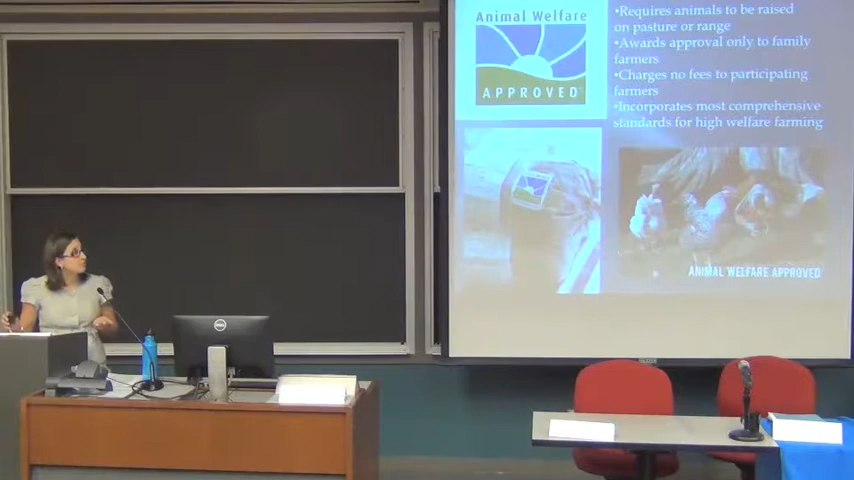 Animal Welfare
APPROVED
•Requires animals to be raised
on pasture or range
•Awards approval only to family
farmers
•Charges no fees to participating
farmers
•Incorporates most comprehensive
standards for high welfare farming
ANIMAL WELFARE APPROVED
DELL